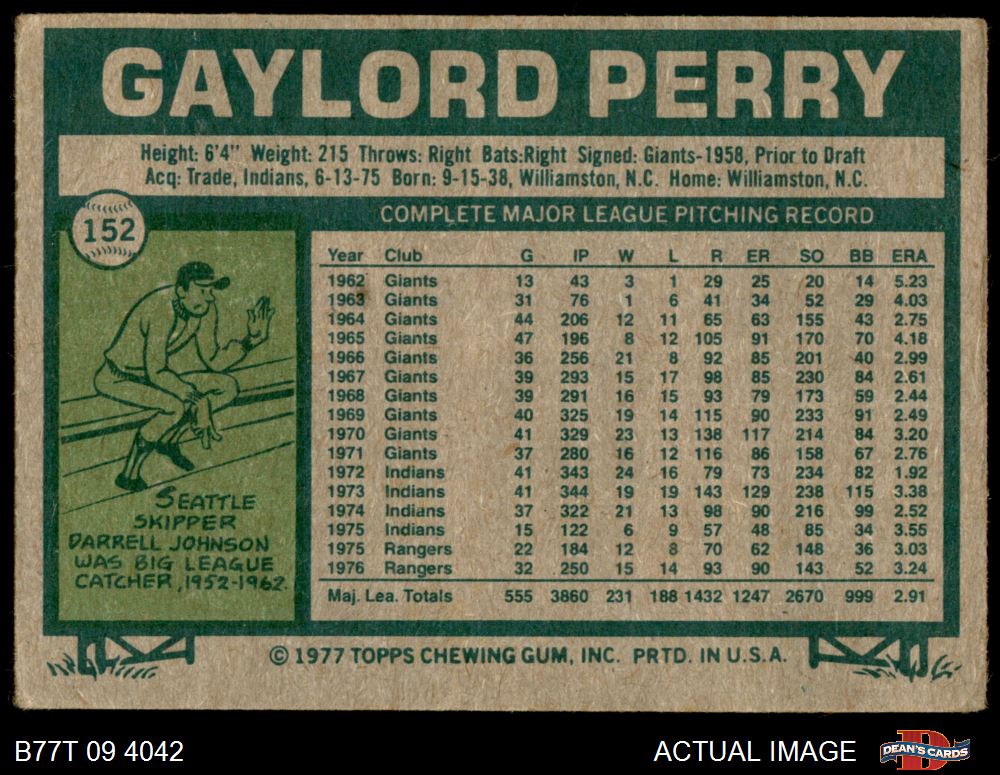 GAYLORD PERRY
Height: 6'4" Weight: 215 Throws: Right Bats:Right Signed: Giants-1958, Prior to Draft
Acq: Trade, Indians, 6-13-75 Born: 9-15-38, Williamston, N.C. Home: Williamston, N.C.
152
COMPLETE MAJOR LEAGUE PITCHING RECORD
Year Club G IP W L R ER SO BB ERA
1962 Giants 13 43 3 1 29 25 20 14 5.23
1963 Giants 31 76 1 6 41 34 52 29 4.03
1964 Giants 44 206 12 11 65 63 155 43 2.75
1965 Giants 47 196 8 12 105 91 170 70 4.18
1966 Giants 36 256 21 8 92 85 201 40 2.99
1967 Giants 39 293 15 17 98 85 230 84 2.61
1968 Giants 39 291 16 15 93 79 173 59 2.44
1969 Giants 40 325 19 14 115 90 233 91 2.49
1970 Giants 41 329 23 13 138 117 214 84 3.20
1971 Giants 37 280 16 12 116 86 158 67 2.76
1972 Indians 41 343 24 16 79 73 234 82 1.92
1973 Indians 41 344 19 19 143 129 238 115 3.38
1974 Indians 37 322 21 13 98 90 216 99 2.52
1975 Indians 15 122 6 9 57 48 85 34 3.55
1975 Rangers 22 184 12 8 70 62 148 36 3.03
1976 Rangers 32 250 15 14 93 90 143 52 3.24
Maj. Lea. Totals 555 3860 231 188 1432 1247 2670 999 2.91
SEATTLE
SKIPPER
DARRELL JOHNSON
WAS BIG LEAGUE
CATCHER, 1952-1962.
© 1977 TOPPS CHEWING GUM, INC. PRTD. IN U.S.A.
B77T 09 4042
ACTUAL IMAGE
D
DEAN'S CARDS